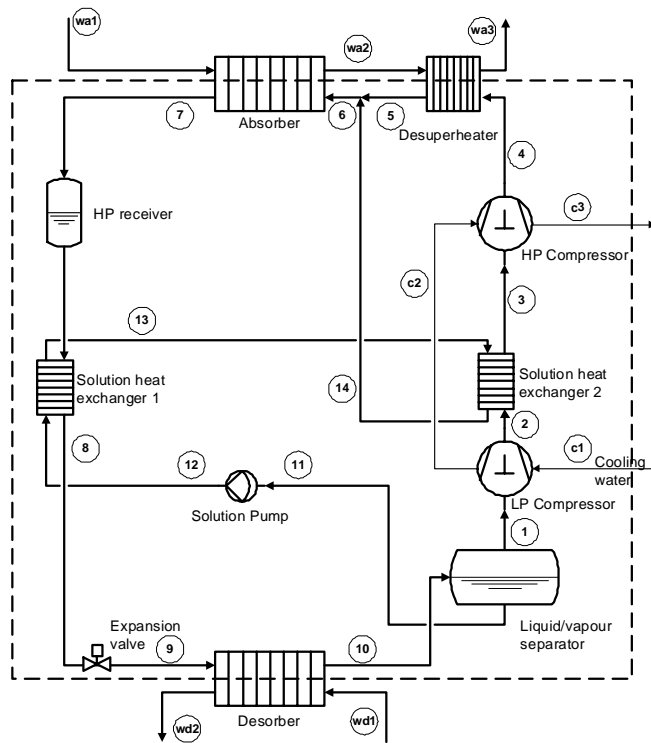 wa1
wa2
wa3
Absorber
Desuperheater
7
6
5
4
HP receiver
c3
HP Compressor
c2
3
13
Solution heat
exchanger 1
14
Solution heat
exchanger 2
8
12
11
2
c1
Cooling
water
Solution Pump
LP Compressor
1
Expansion
valve
9
10
Liquid/vapour
separator
Desorber
wd2
wd1